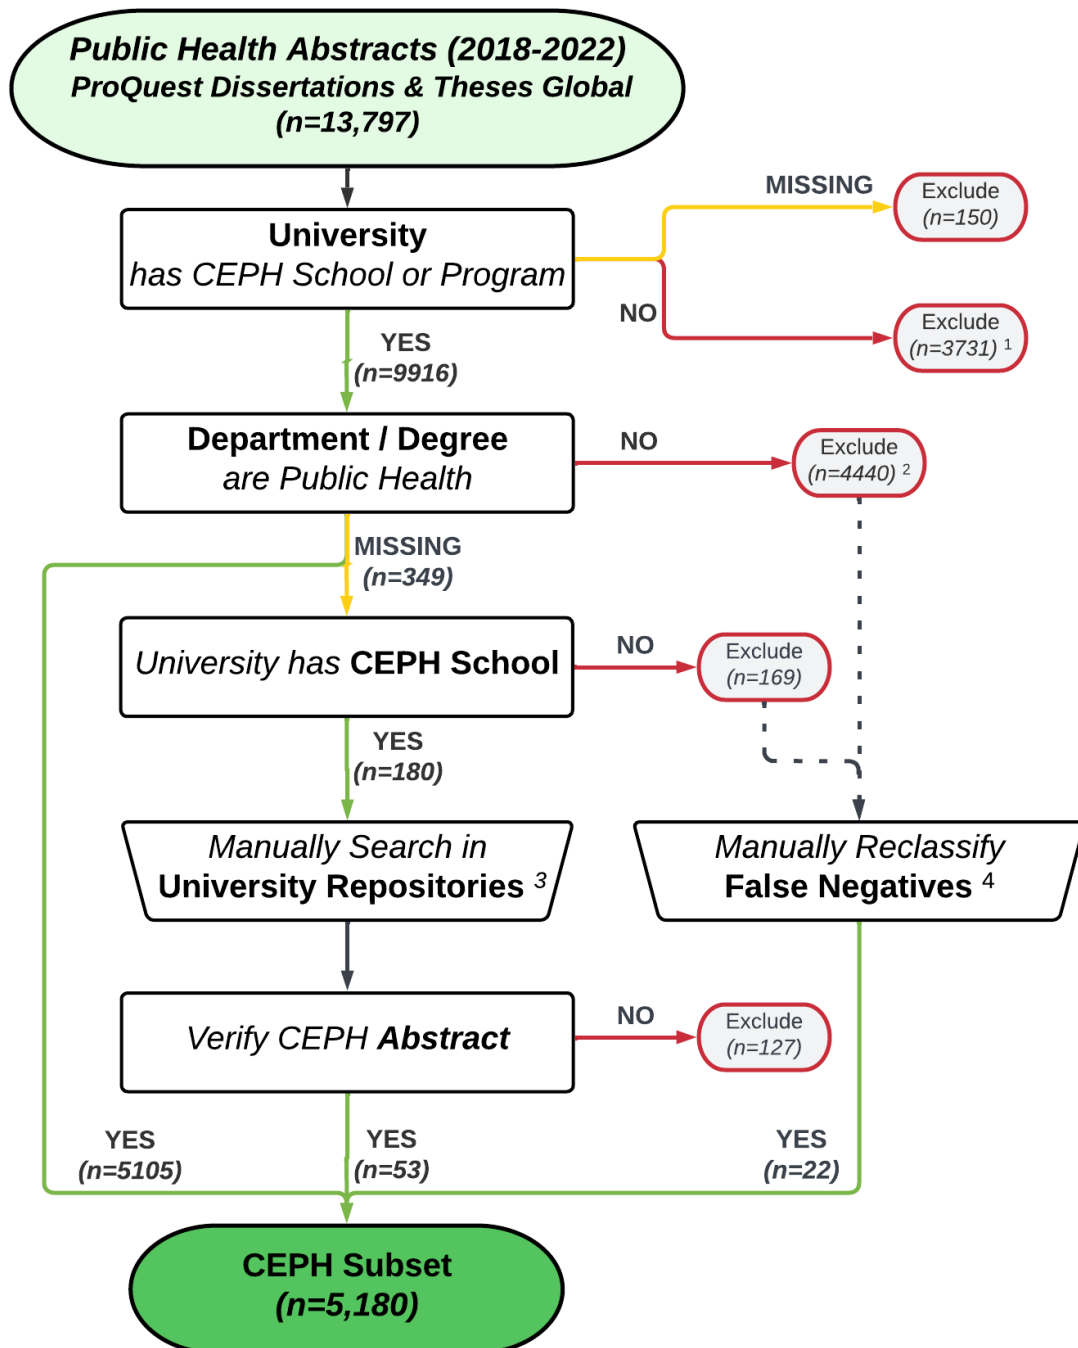 Public Health Abstracts (2018-2022)
ProQuest Dissertations & Theses Global
(n=13,797)
MISSING
Exclude
(n=150)
University
has CEPH School or Program
NO
Exclude
(n=3731) 1
YES
(n=9916)
Department / Degree
are Public Health
NO
Exclude
(n=4440) 2
MISSING
(n=349)
University has CEPH School
NO
Exclude
(n=169)
YES
(n=180)
Manually Search in
University Repositories 3
Manually Reclassify
False Negatives 4
Verify CEPH Abstract
NO
Exclude
(n=127)
YES
(n=5105)
YES
(n=53)
YES
(n=22)
CEPH Subset
(n=5,180)